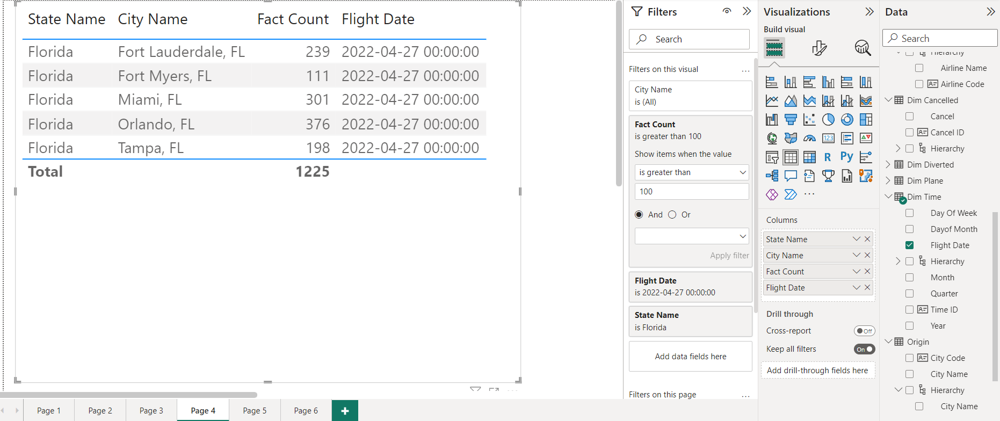 State Name City Name Fact Count Flight Date
Florida Fort Lauderdale, FL 239 2022-04-27 00:00:00
Florida Fort Myers, FL 111 2022-04-27 00:00:00
Florida Miami, FL 301 2022-04-27 00:00:00
Florida Orlando, FL 376 2022-04-27 00:00:00
Florida Tampa, FL 198 2022-04-27 00:00:00
Total 1225
Page 1 Page 2 Page 3 Page 4 Page 5 Page 6 +
Filters
Search
Filters on this visual ...
City Name
is (All)
Fact Count
is greater than 100
Show items when the value
is greater than
100
And Or
Apply filter
Flight Date
is 2022-04-27 00:00:00
State Name
is Florida
Add data fields here
Filters on this page ...
Visualizations
Build visual
123
R Py
...
Columns
State Name
City Name
Fact Count
Flight Date
Drill through
Cross-report Off
Keep all filters On
Add drill-through fields here
Data
Search
Hierarchy
Airline Name
Airline Code
Dim Cancelled
Cancel
Cancel ID
Hierarchy
Dim Diverted
Dim Plane
Dim Time
Day Of Week
Dayof Month
Flight Date
Hierarchy
Month
Quarter
Time ID
Year
Origin
City Code
City Name
Hierarchy
City Name